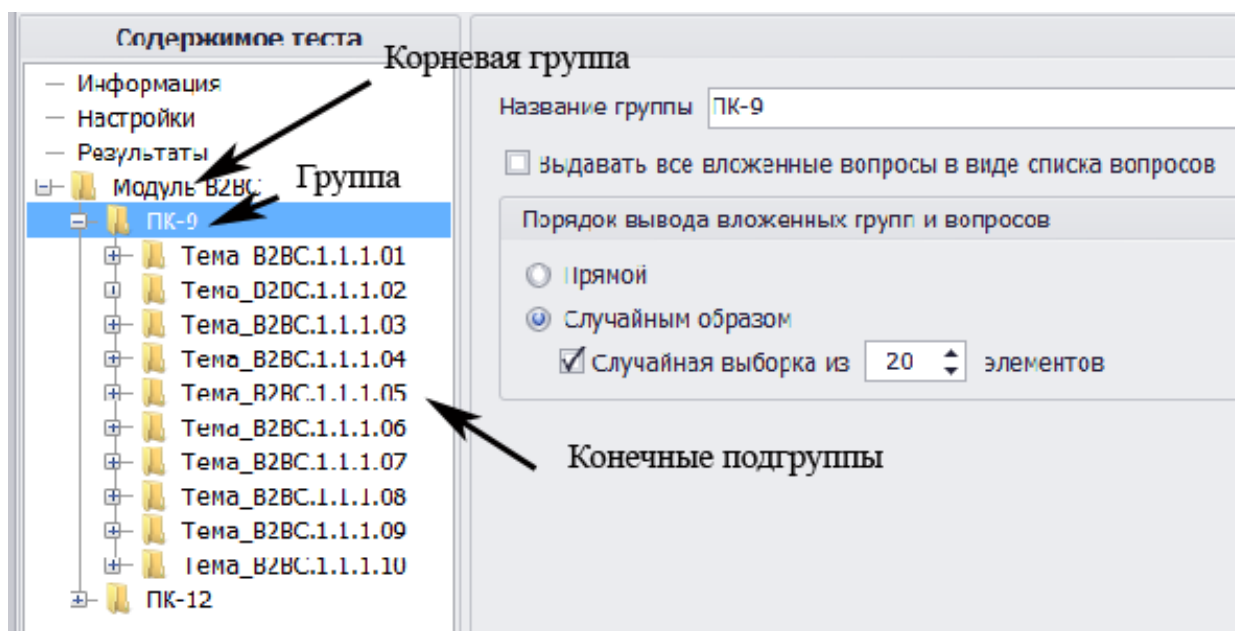 Содержимое теста
Корневая группа
Информация
Настройки
Результаты
Модуль B2BC
Группа
ПК-9
Тема_B2BC.1.1.1.01
Тема_B2BC.1.1.1.02
Тема_B2BC.1.1.1.03
Тема_B2BC.1.1.1.04
Тема_B2BC.1.1.1.05
Тема_B2BC.1.1.1.06
Тема_B2BC.1.1.1.07
Тема_B2BC.1.1.1.08
Тема_B2BC.1.1.1.09
Тема_B2BC.1.1.1.10
ПК-12
Название группы ПК-9
Выдавать все вложенные вопросы в виде списка вопросов
Порядок вывода вложенных групп и вопросов
Прямой
Случайным образом
Случайная выборка из 20 элементов
Конечные подгруппы